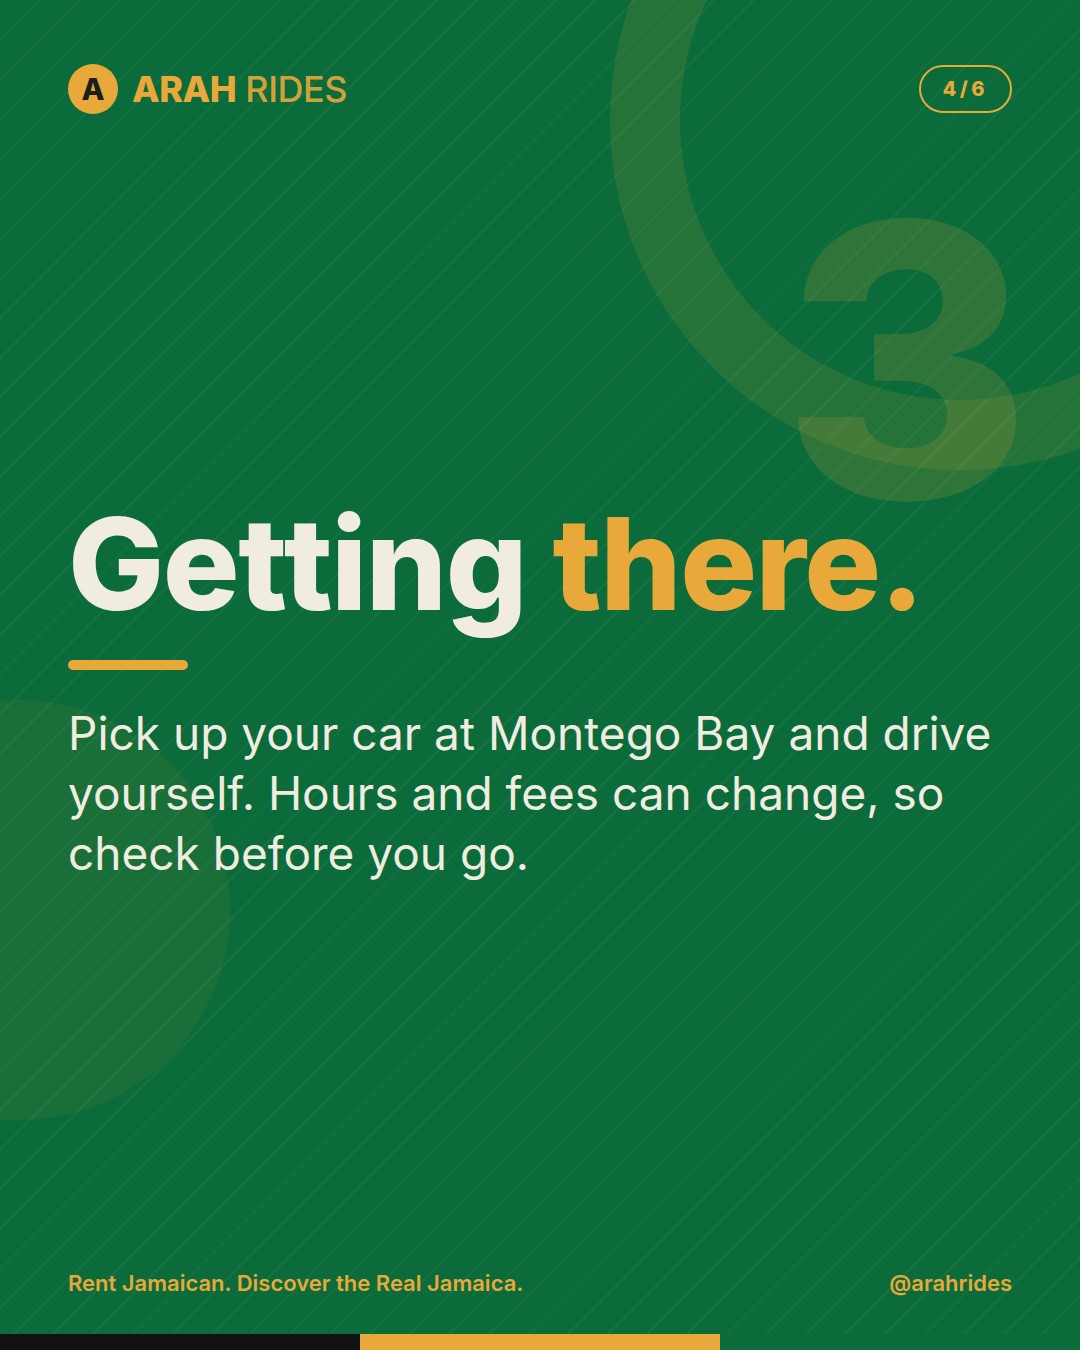 A ARAH RIDES
4/6
3
Getting there.
Pick up your car at Montego Bay and drive
yourself. Hours and fees can change, so
check before you go.
Rent Jamaican. Discover the Real Jamaica.
@arahrides